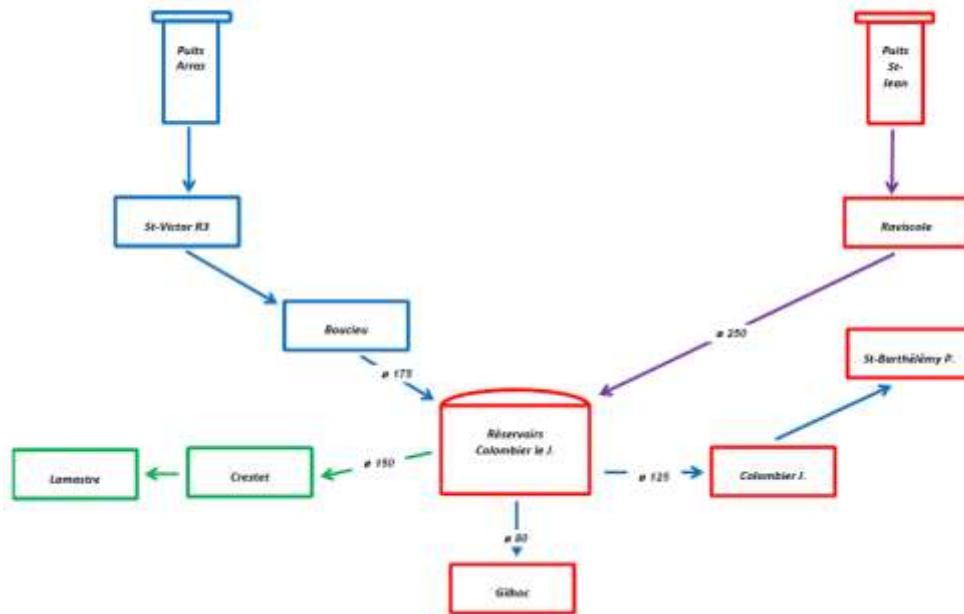 Puits
Arras
Puits
St-
Jean
St-Victor R3
Raviscole
Boucieu
ø 250
St-Barthélémy P.
ø 175
Réservoirs
Colombier le J.
ø 150
Lamastre
Crestet
ø 125
Colombier J.
ø 80
Gilhoc